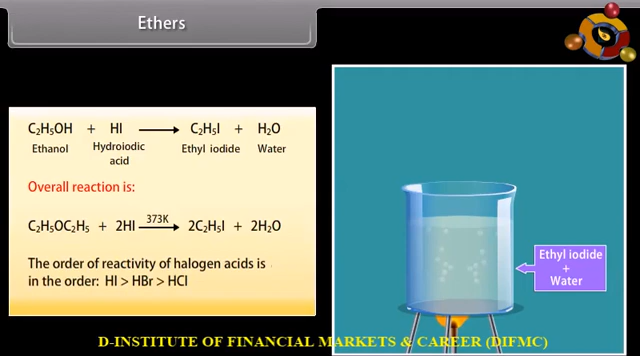 Ethers
C₂H₅OH + HI ⟶ C₂H₅I + H₂O
Ethanol Hydroiodic acid Ethyl iodide Water
Overall reaction is:
C₂H₅OC₂H₅ + 2HI ⟶ 373K 2C₂H₅I + 2H₂O
The order of reactivity of halogen acids is
in the order: HI > HBr > HCl
Ethyl iodide
+
Water
D-INSTITUTE OF FINANCIAL MARKETS & CAREER (DIFMC)